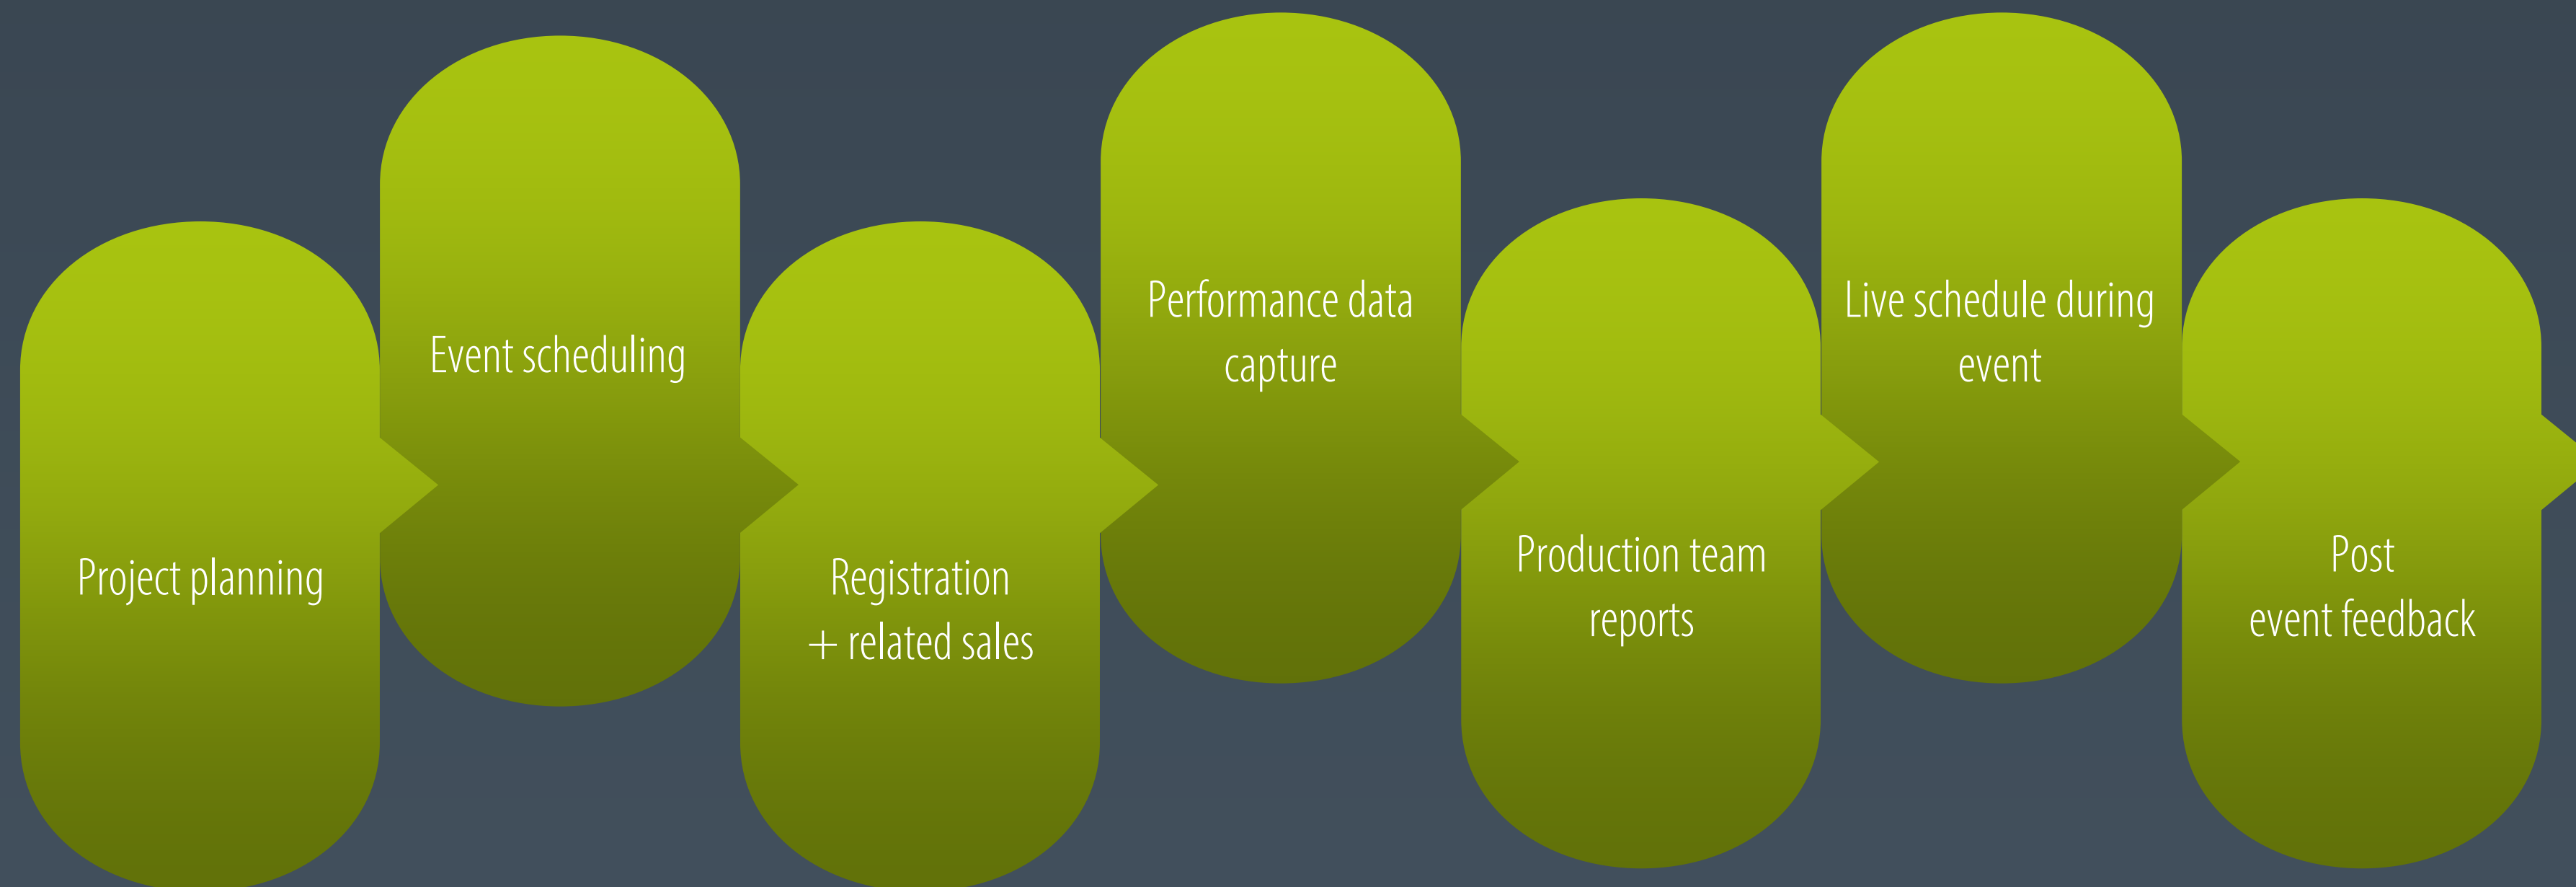 Project planning
Event scheduling
Registration
+ related sales
Performance data
capture
Production team
reports
Live schedule during
event
Post
event feedback